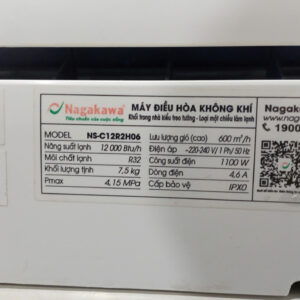 Nagakawa
Tiêu chuẩn của cuộc sống
MÁY ĐIỀU HÒA KHÔNG KHÍ
Khối trong nhà kiểu treo tường - Loại một chiều làm lạnh
MODEL NS-C12R2H06 Lưu lượng gió (cao) 600 m³/h
Năng suất lạnh 12 000 Btu/h Điện áp ~220-240 V/ 1 Ph/ 50 Hz
Môi chất lạnh R32 Công suất điện 1100 W
Khối lượng tịnh 7,5 kg Dòng điện 4,6 A
Pmax 4,15 MPa Cấp bảo vệ IPX0
Nagak
www.nag
1900